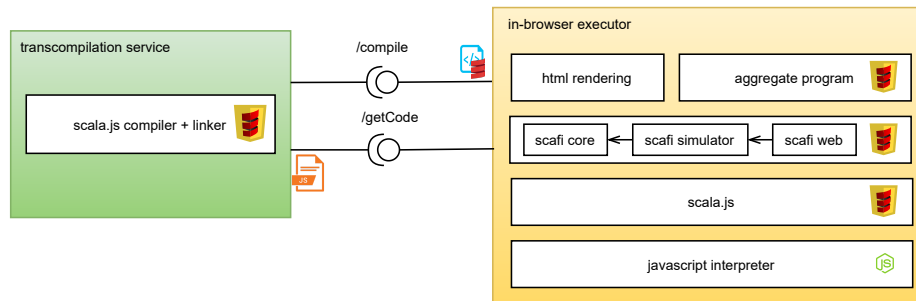 transcompilation service
scala.js compiler + linker
JS
/compile
</>
/getCode
in-browser executor
html rendering
aggregate program
scafi core
scafi simulator
scafi web
scala.js
javascript interpreter
JS